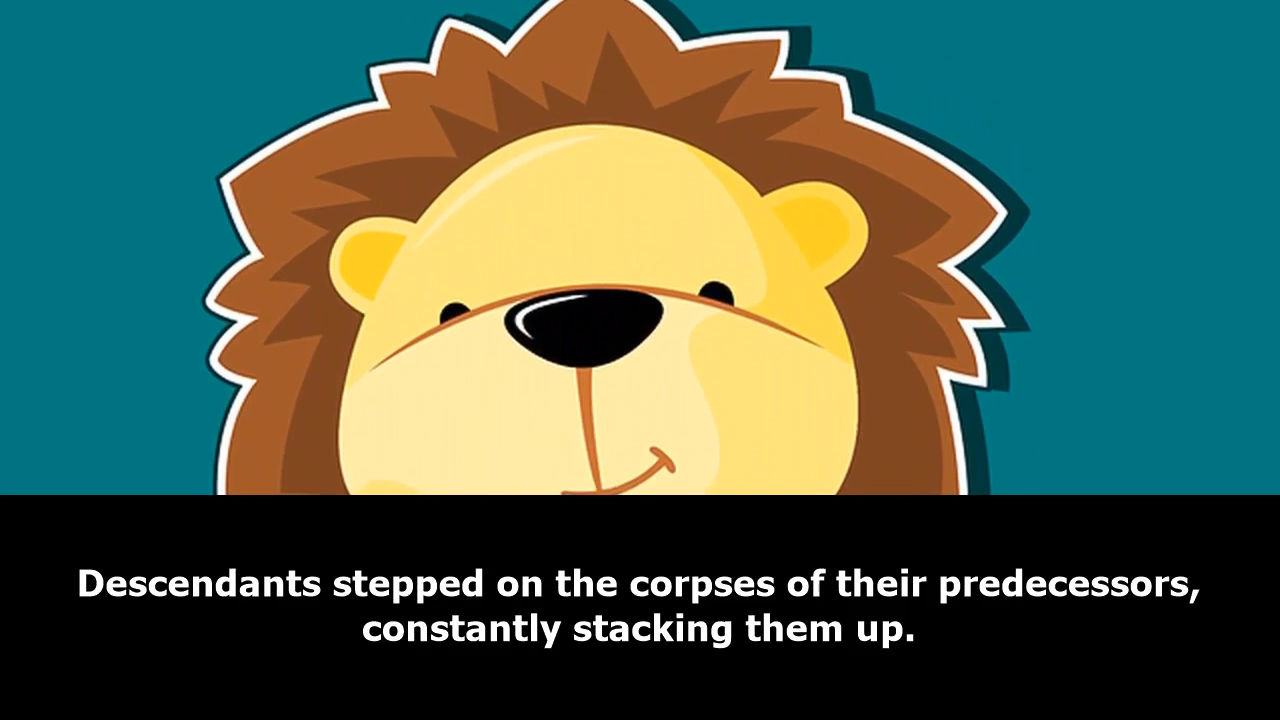 Descendants stepped on the corpses of their predecessors,
constantly stacking them up.